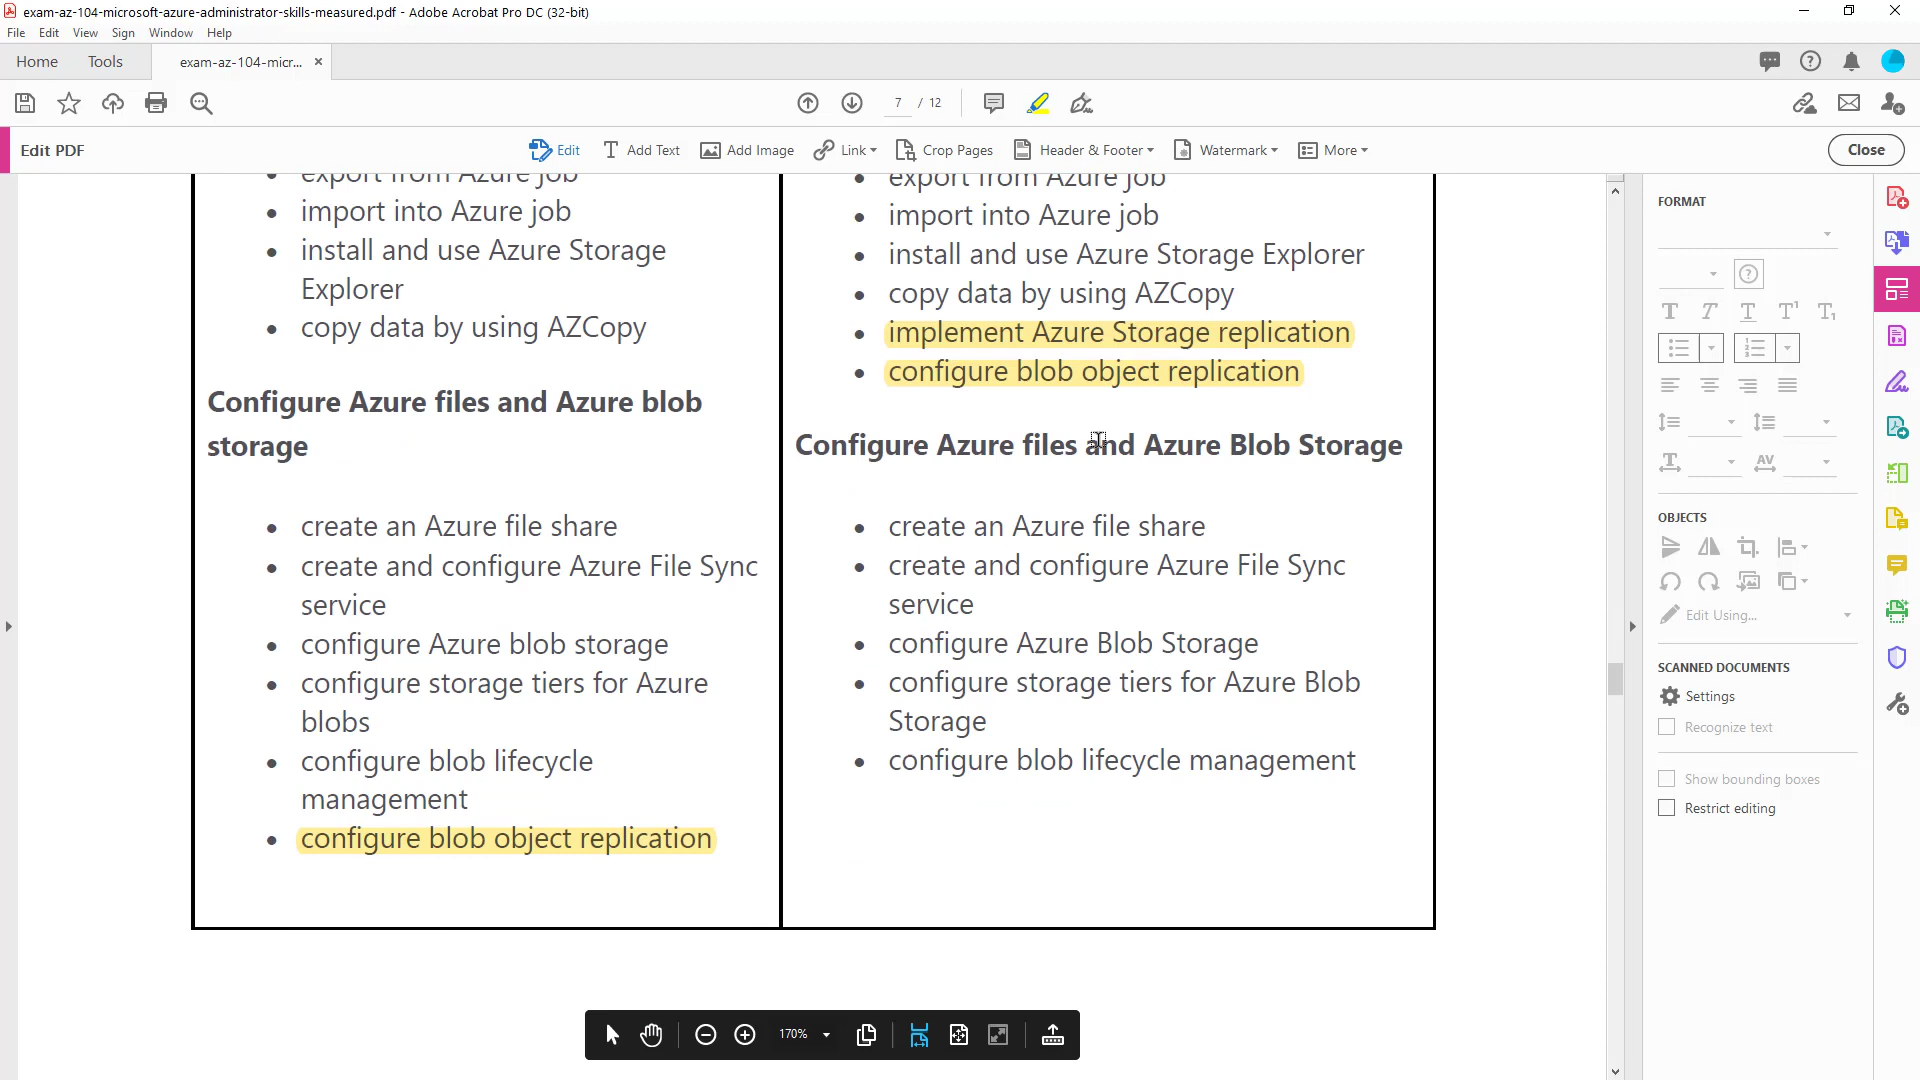 exam-az-104-microsoft-azure-administrator-skills-measured.pdf - Adobe Acrobat Pro DC (32-bit)
File Edit View Sign Window Help
Home Tools exam-az-104-micr...
7 / 12
Edit PDF Edit Add Text Add Image Link Crop Pages Header & Footer Watermark More Close
export from Azure job
import into Azure job
install and use Azure Storage
Explorer
copy data by using AZCopy
Configure Azure files and Azure blob
storage
create an Azure file share
create and configure Azure File Sync
service
configure Azure blob storage
configure storage tiers for Azure
blobs
configure blob lifecycle
management
configure blob object replication
export from Azure job
import into Azure job
install and use Azure Storage Explorer
copy data by using AZCopy
implement Azure Storage replication
configure blob object replication
Configure Azure files and Azure Blob Storage
create an Azure file share
create and configure Azure File Sync
service
configure Azure Blob Storage
configure storage tiers for Azure Blob
Storage
configure blob lifecycle management
FORMAT
OBJECTS
Edit Using...
SCANNED DOCUMENTS
Settings
Recognize text
Show bounding boxes
Restrict editing
170%